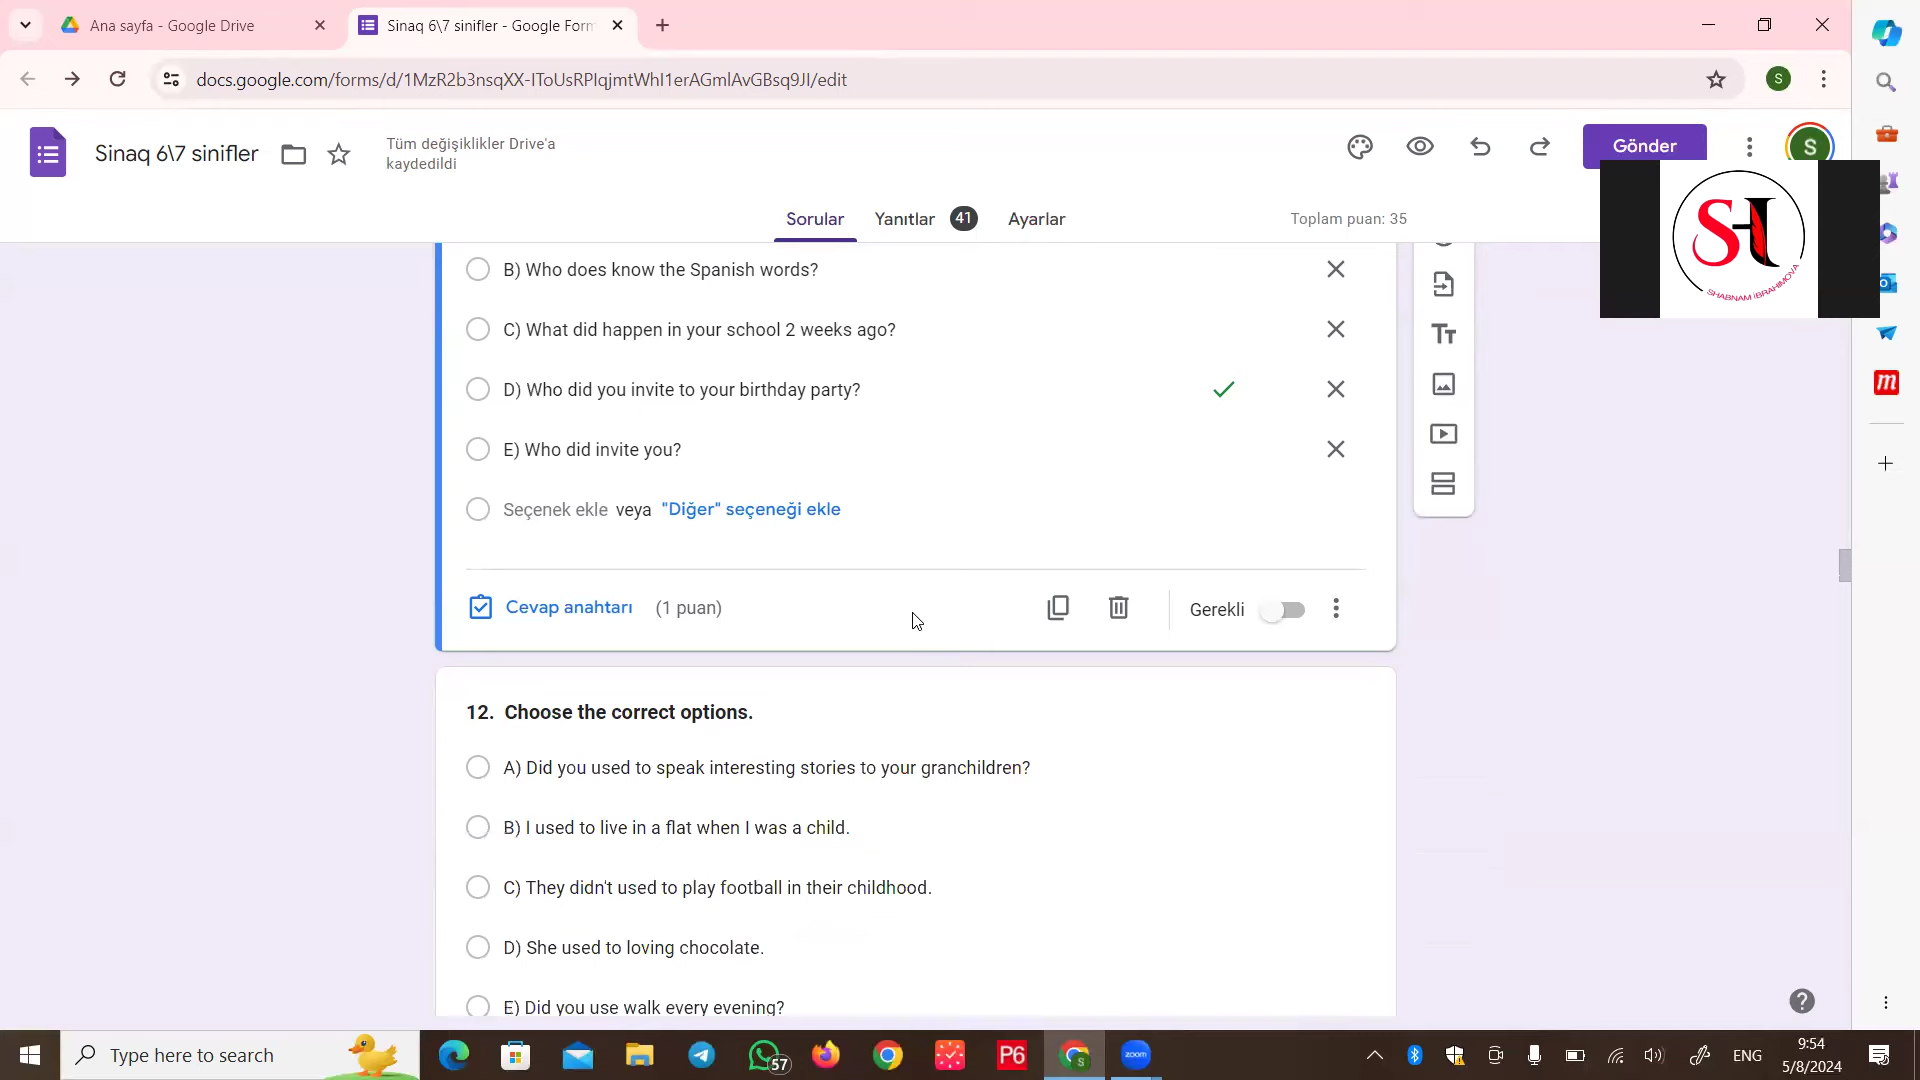 Ana sayfa - Google Drive
Sinaq 6\7 sinifler - Google Form
docs.google.com/forms/d/1MzR2b3nsqXX-IToUsRPIqjmtWhI1erAGmlAvGBsq9JI/edit
S
Sinaq 6\7 sinifler
Tüm değişiklikler Drive'a
kaydedildi
Gönder
S
Sorular
Yanıtlar 41
Ayarlar
Toplam puan: 35
SHABNAM İBRAHIMOVA
B) Who does know the Spanish words?
C) What did happen in your school 2 weeks ago?
D) Who did you invite to your birthday party?
E) Who did invite you?
Seçenek ekle veya "Diğer" seçeneği ekle
Cevap anahtarı (1 puan)
Gerekli
12. Choose the correct options.
A) Did you used to speak interesting stories to your granchildren?
B) I used to live in a flat when I was a child.
C) They didn't used to play football in their childhood.
D) She used to loving chocolate.
E) Did you use walk every evening?
Type here to search
57
P6
S
zoom
ENG
9:54
5/8/2024